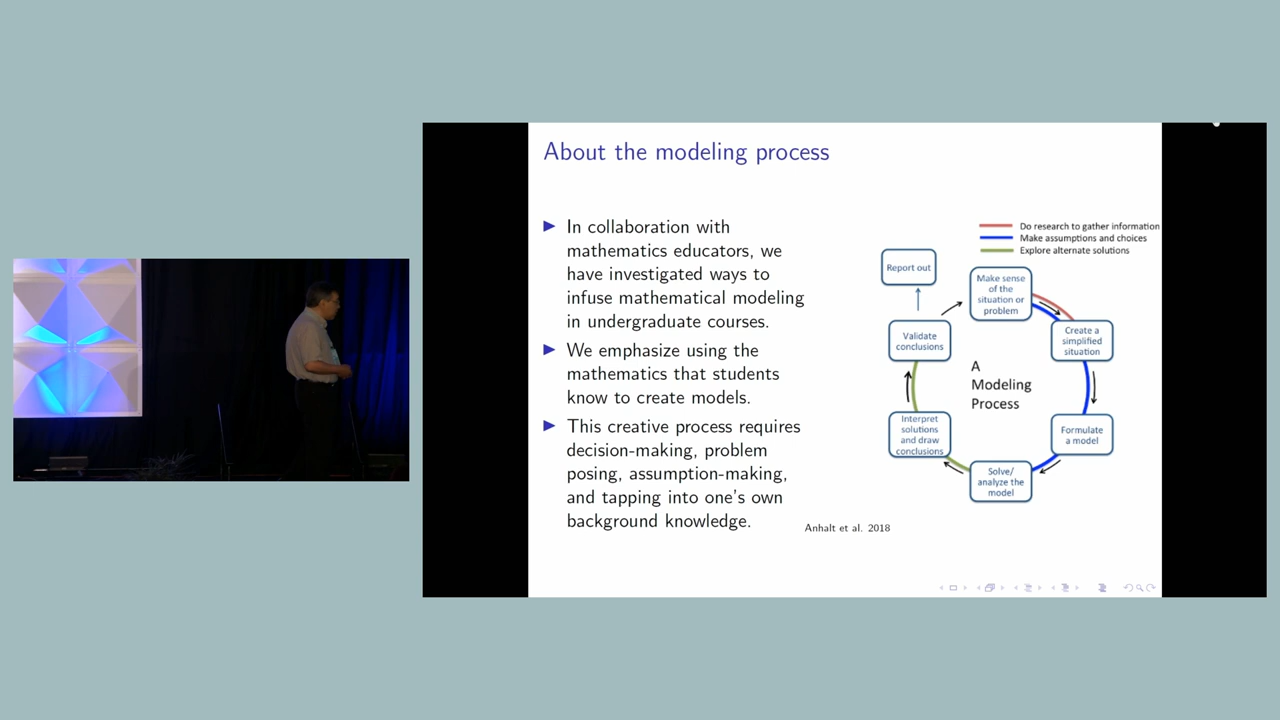 About the modeling process
In collaboration with
mathematics educators, we
have investigated ways to
infuse mathematical modeling
in undergraduate courses.
We emphasize using the
mathematics that students
know to create models.
This creative process requires
decision-making, problem
posing, assumption-making,
and tapping into one's own
background knowledge.
Do research to gather information
Make assumptions and choices
Explore alternate solutions
Report out
Make sense
of the
situation or
problem
Create a
simplified
situation
Formulate
a model
Solve/
analyze the
model
Interpret
solutions
and draw
conclusions
Validate
conclusions
A
Modeling
Process
Anhalt et al. 2018